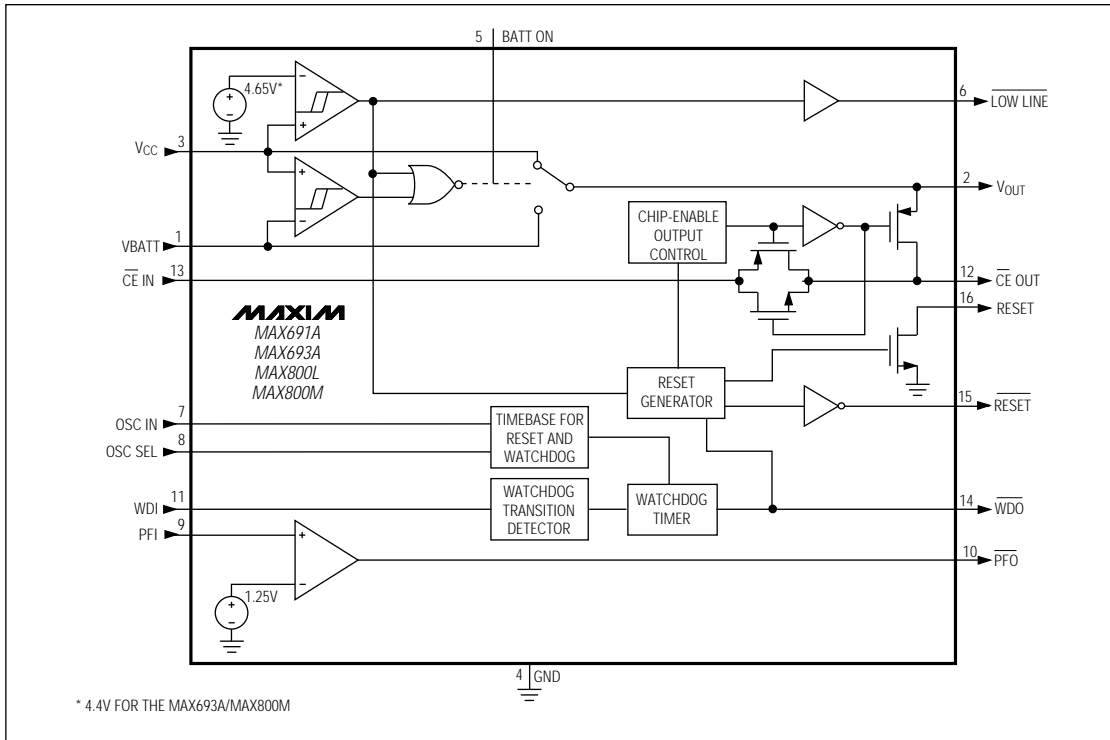 5 BATT ON
4.65V*
6 LOW LINE
VCC 3
2 VOUT
CHIP-ENABLE
OUTPUT
CONTROL
1
VBATT
CE IN 13
12 CE OUT
16 RESET
MAXIM
MAX691A
MAX693A
MAX800L
MAX800M
RESET
GENERATOR
15 RESET
7
OSC IN
8
OSC SEL
TIMEBASE FOR
RESET AND
WATCHDOG
11
WDI
WATCHDOG
TRANSITION
DETECTOR
WATCHDOG
TIMER
14 WDO
9
PFI
10 PFO
1.25V
4 GND
* 4.4V FOR THE MAX693A/MAX800M